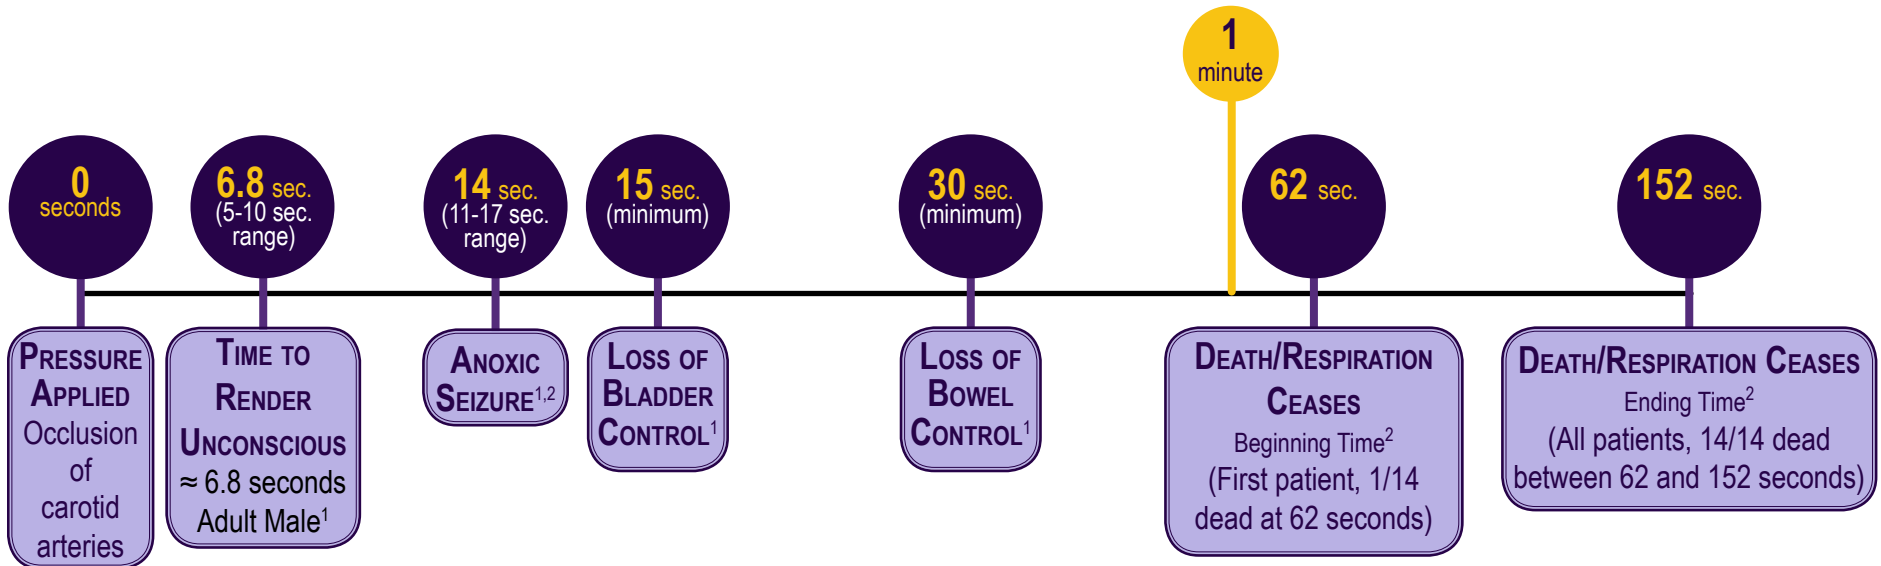 1
minute
0
seconds
6.8 sec.
(5-10 sec.
range)
14 sec.
(11-17 sec.
range)
15 sec.
(minimum)
30 sec.
(minimum)
62 sec.
152 sec.
PRESSURE
APPLIED
Occlusion
of
carotid
arteries
TIME TO
RENDER
UNCONSCIOUS
≈ 6.8 seconds
Adult Male¹
ANOXIC
SEIZURE¹,²
LOSS OF
BLADDER
CONTROL¹
LOSS OF
BOWEL
CONTROL¹
DEATH/RESPIRATION
CEASES
Beginning Time²
(First patient, 1/14
dead at 62 seconds)
DEATH/RESPIRATION CEASES
Ending Time²
(All patients, 14/14 dead
between 62 and 152 seconds)